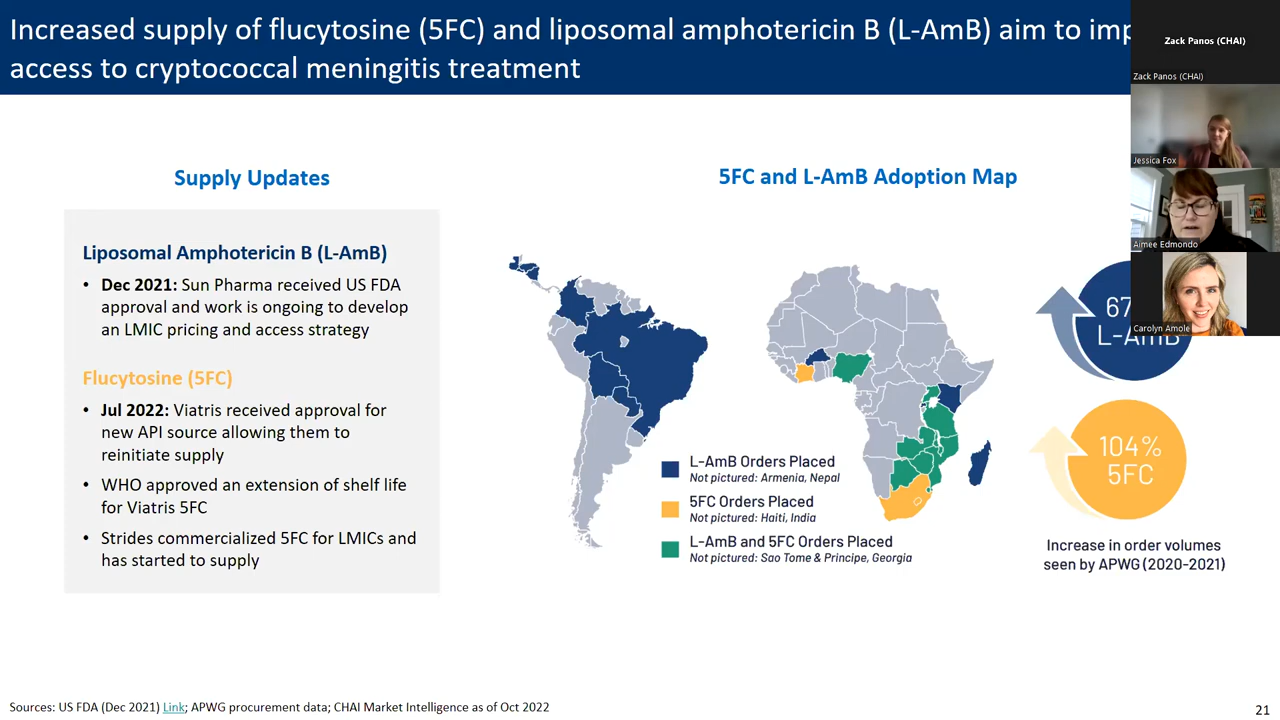 Increased supply of flucytosine (5FC) and liposomal amphotericin B (L-AmB) aim to
access to cryptococcal meningitis treatment
Zack Panos (CHAI)
Zack Panos (CHAI)
Jessica Fox
Aimee Edmondo
Carolyn Amole
Supply Updates
Liposomal Amphotericin B (L-AmB)
• Dec 2021: Sun Pharma received US FDA
approval and work is ongoing to develop
an LMIC pricing and access strategy
Flucytosine (5FC)
• Jul 2022: Viatris received approval for
new API source allowing them to
reinitiate supply
• WHO approved an extension of shelf life
for Viatris 5FC
• Strides commercialized 5FC for LMICs and
has started to supply
5FC and L-AmB Adoption Map
L-AmB Orders Placed
Not pictured: Armenia, Nepal
5FC Orders Placed
Not pictured: Haiti, India
L-AmB and 5FC Orders Placed
Not pictured: Sao Tome & Principe, Georgia
L-AmB
104%
5FC
Increase in order volumes
seen by APWG (2020-2021)
Sources: US FDA (Dec 2021) Link; APWG procurement data; CHAI Market Intelligence as of Oct 2022
21